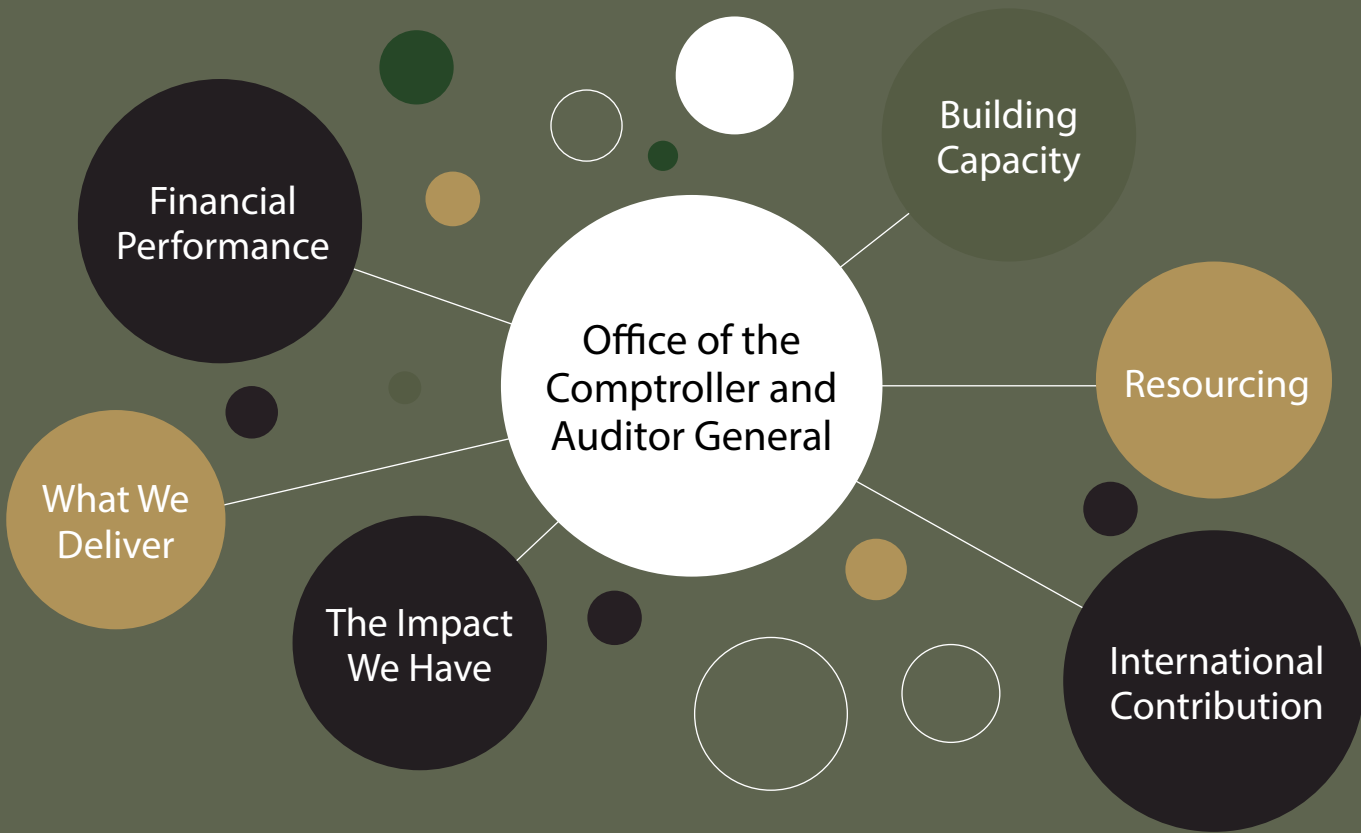 Building
Capacity
Financial
Performance
Office of the
Comptroller and
Auditor General
Resourcing
What We
Deliver
The Impact
We Have
International
Contribution